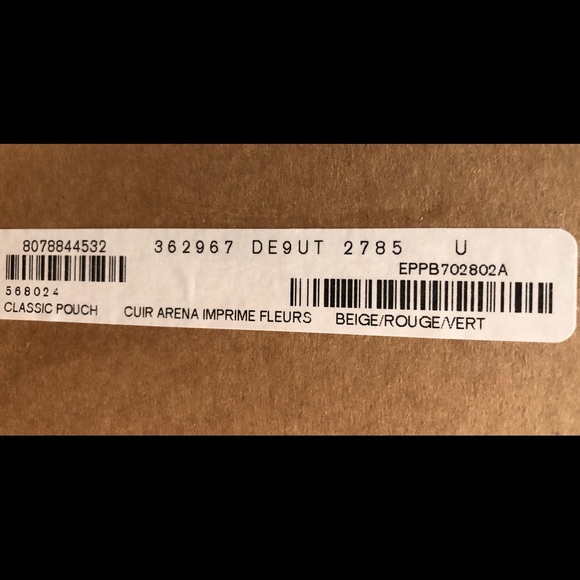 8078844532 362967 DE9UT 2785 U
EPPB702802A
568024
CLASSIC POUCH CUIR ARENA IMPRIME FLEURS BEIGE/ROUGE/VERT